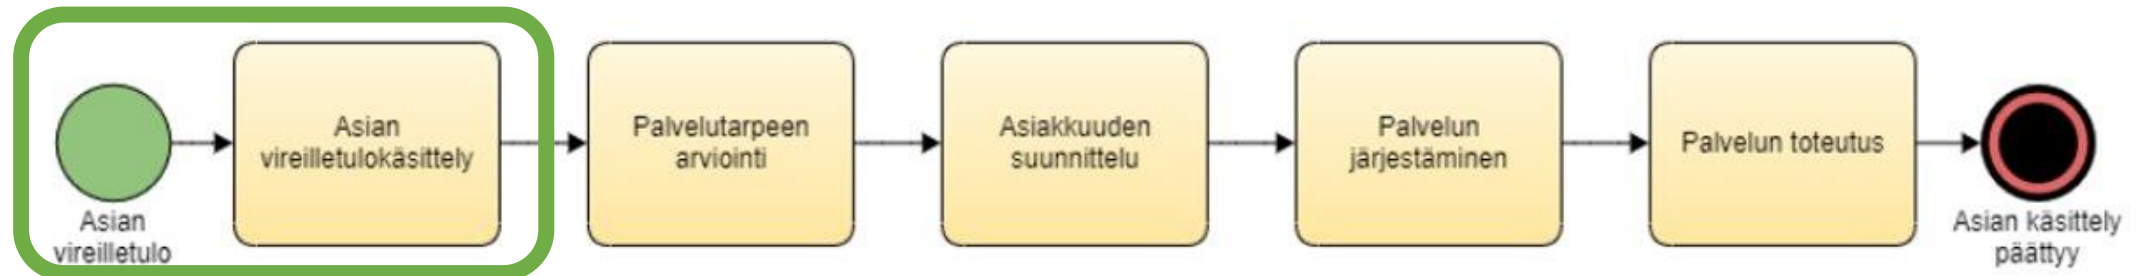 Asian
vireilletulo
Asian
vireilletulokäsittely
Palvelutarpeen
arviointi
Asiakkuuden
suunnittelu
Palvelun
järjestäminen
Palvelun toteutus
Asian käsittely
päättyy